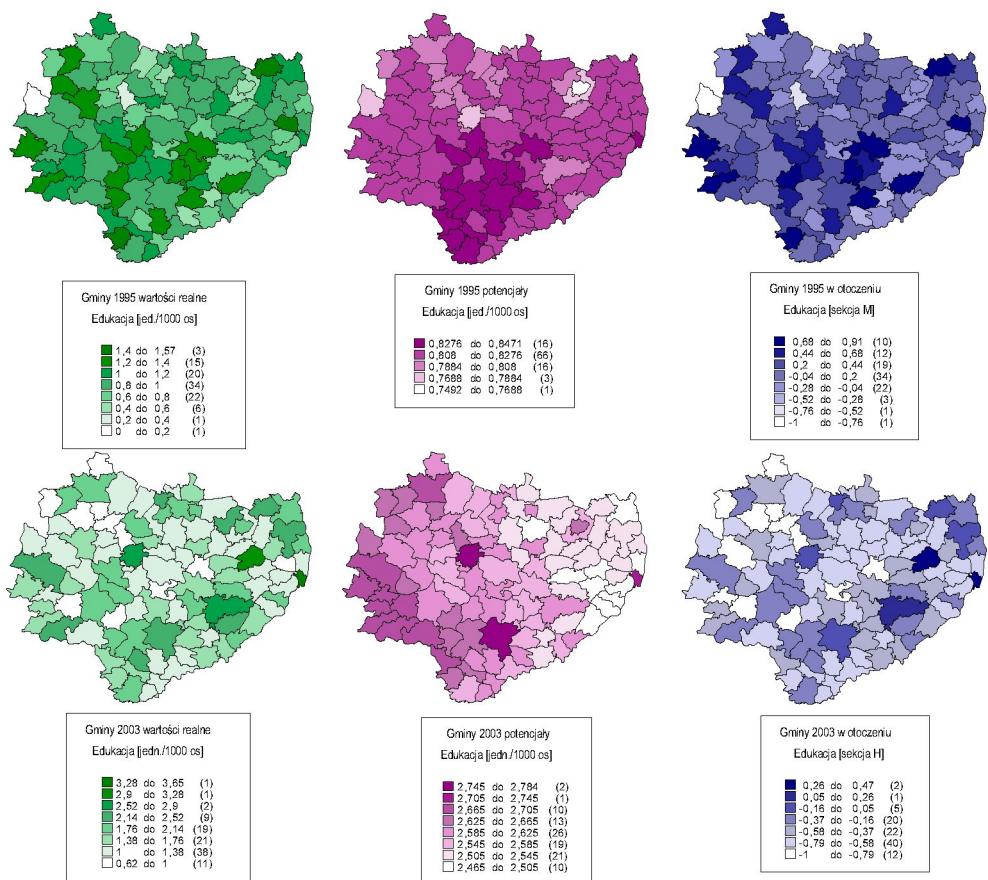 Gminy 1995 wartości realne
Edukacja [jed./1000 os]
1,4 do 1,57 (3)
1,2 do 1,4 (15)
1 do 1,2 (20)
0,8 do 1 (34)
0,6 do 0,8 (22)
0,4 do 0,6 (6)
0,2 do 0,4 (1)
0 do 0,2 (1)
Gminy 1995 potencjały
Edukacja [jed./1000 os]
0,8276 do 0,8471 (16)
0,808 do 0,8276 (66)
0,7884 do 0,808 (16)
0,7688 do 0,7884 (3)
0,7492 do 0,7688 (1)
Gminy 1995 w otoczeniu
Edukacja [sekcja M]
0,68 do 0,91 (10)
0,44 do 0,68 (12)
0,2 do 0,44 (19)
-0,04 do 0,2 (34)
-0,28 do -0,04 (22)
-0,52 do -0,28 (3)
-0,76 do -0,52 (1)
-1 do -0,76 (1)
Gminy 2003 wartości realne
Edukacja [jedn./1000 os]
3,28 do 3,65 (1)
2,9 do 3,28 (1)
2,52 do 2,9 (2)
2,14 do 2,52 (9)
1,76 do 2,14 (19)
1,38 do 1,76 (21)
1 do 1,38 (38)
0,62 do 1 (11)
Gminy 2003 potencjały
Edukacja [jedn./1000 os]
2,745 do 2,784 (2)
2,705 do 2,745 (1)
2,665 do 2,705 (10)
2,625 do 2,665 (13)
2,585 do 2,625 (26)
2,545 do 2,585 (19)
2,505 do 2,545 (21)
2,465 do 2,505 (10)
Gminy 2003 w otoczeniu
Edukacja [sekcja H]
0,26 do 0,47 (2)
0,05 do 0,26 (1)
-0,16 do 0,05 (5)
-0,37 do -0,16 (20)
-0,58 do -0,37 (22)
-0,79 do -0,58 (40)
-1 do -0,79 (12)